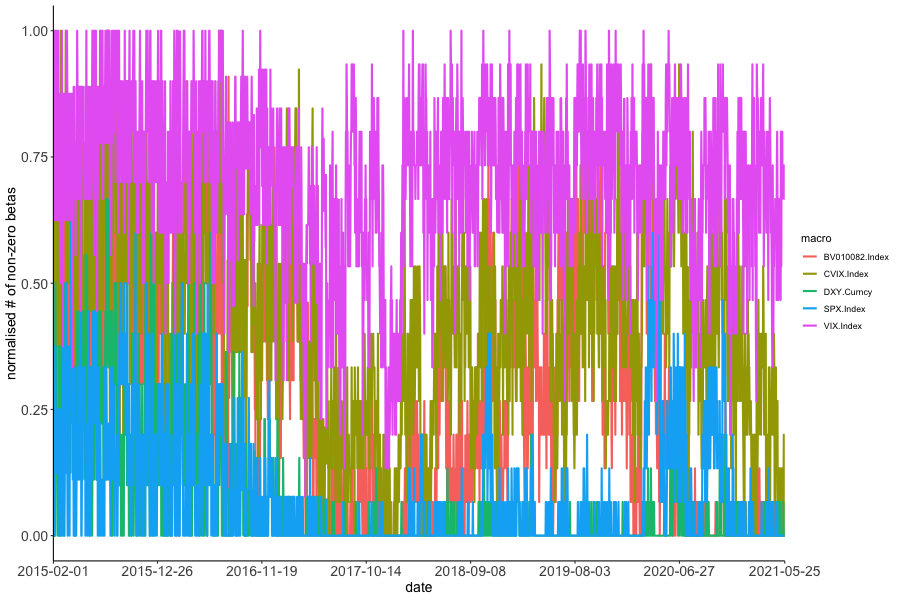 1.00
0.75
0.50
0.25
0.00
normalised # of non-zero betas
2015-02-01 2015-12-26 2016-11-19 2017-10-14 2018-09-08 2019-08-03 2020-06-27 2021-05-25
date
macro
BV010082.Index
CVIX.Index
DXY.Curncy
SPX.Index
VIX.Index